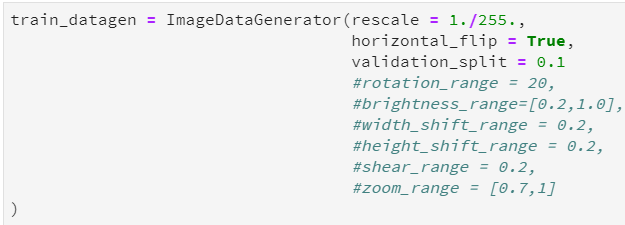 train_datagen = ImageDataGenerator(rescale = 1./255.,
horizontal_flip = True,
validation_split = 0.1
#rotation_range = 20,
#brightness_range=[0.2,1.0],
#width_shift_range = 0.2,
#height_shift_range = 0.2,
#shear_range = 0.2,
#zoom_range = [0.7,1]
)